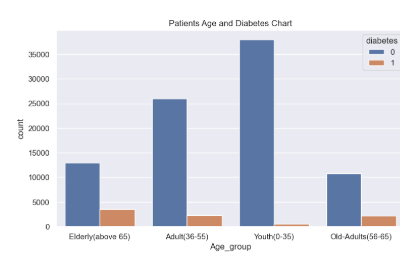 Patients Age and Diabetes Chart
diabetes
0
1
35000
30000
25000
20000
15000
10000
5000
0
count
Elderly(above 65) Adult(36-55) Youth(0-35) Old-Adults(56-65)
Age_group